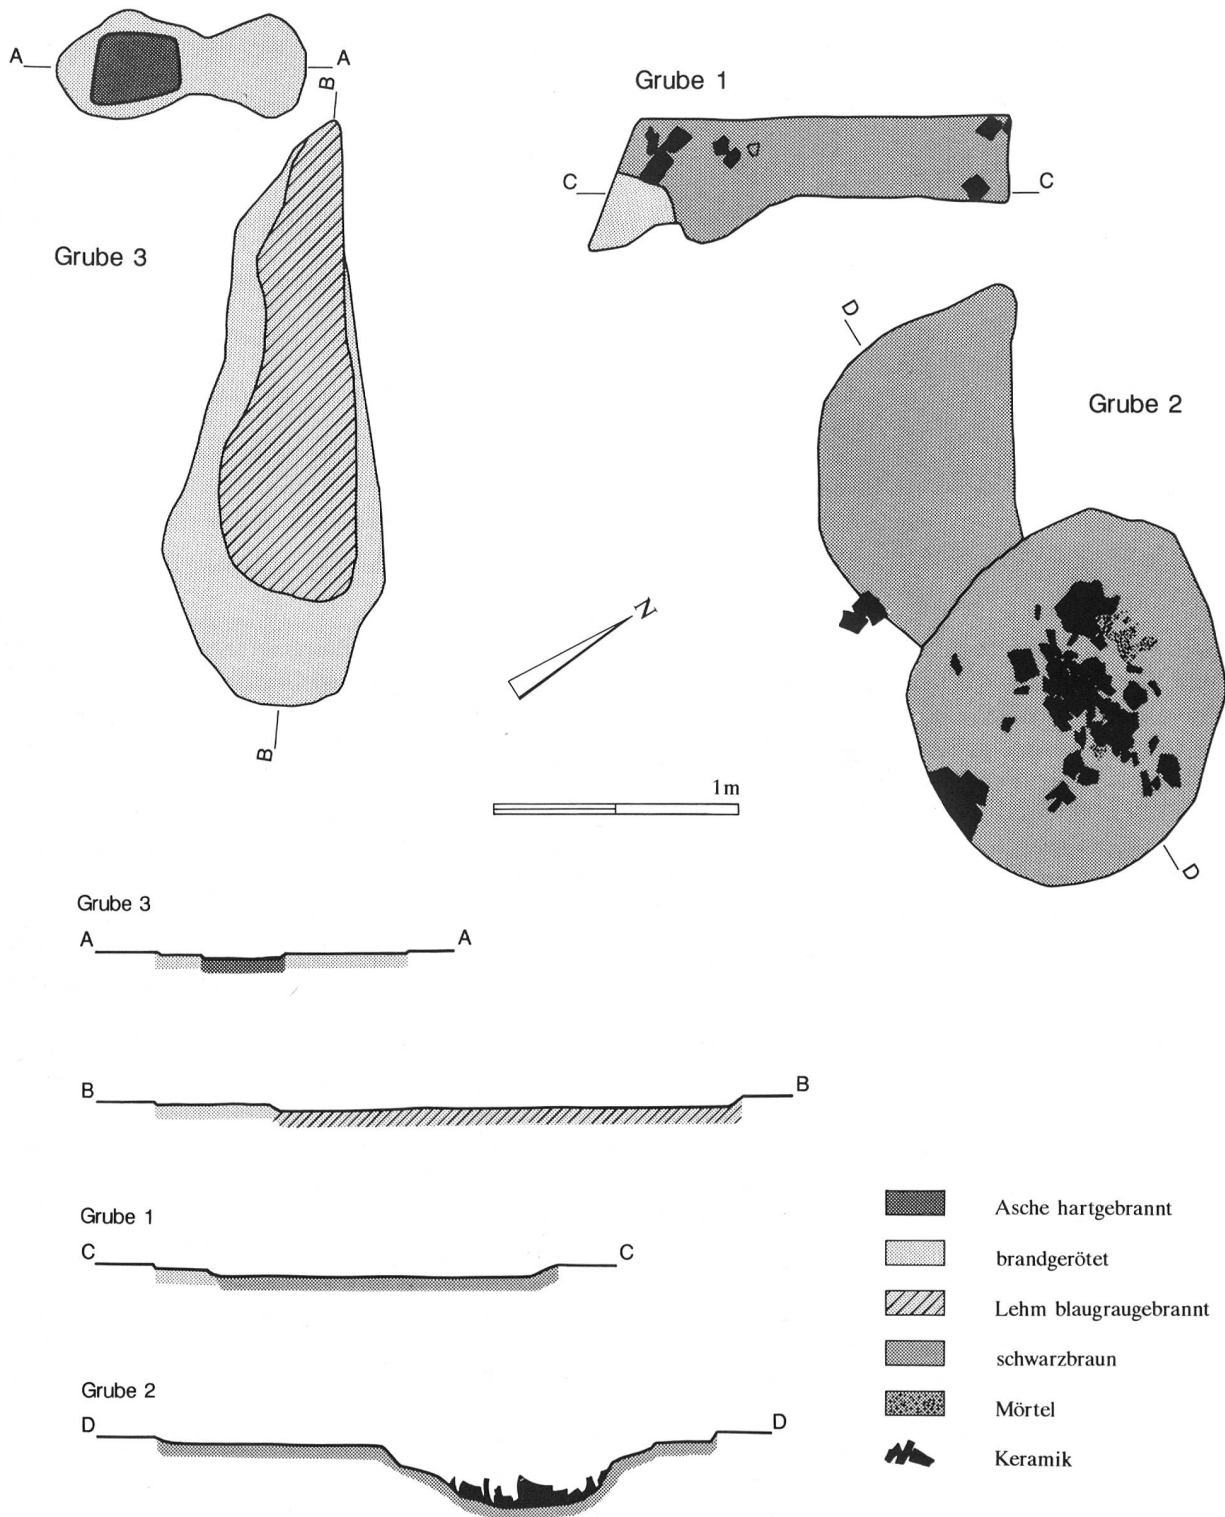 A
A
B
Grube 1
C
C
Grube 3
D
Grube 2
N
B
1m
D
Grube 3
A
A
B
B
Grube 1
C
C
Grube 2
D
D
Asche hartgebrannt
brandgerötet
Lehm blaugraugebrannt
schwarzbraun
Mörtel
Keramik